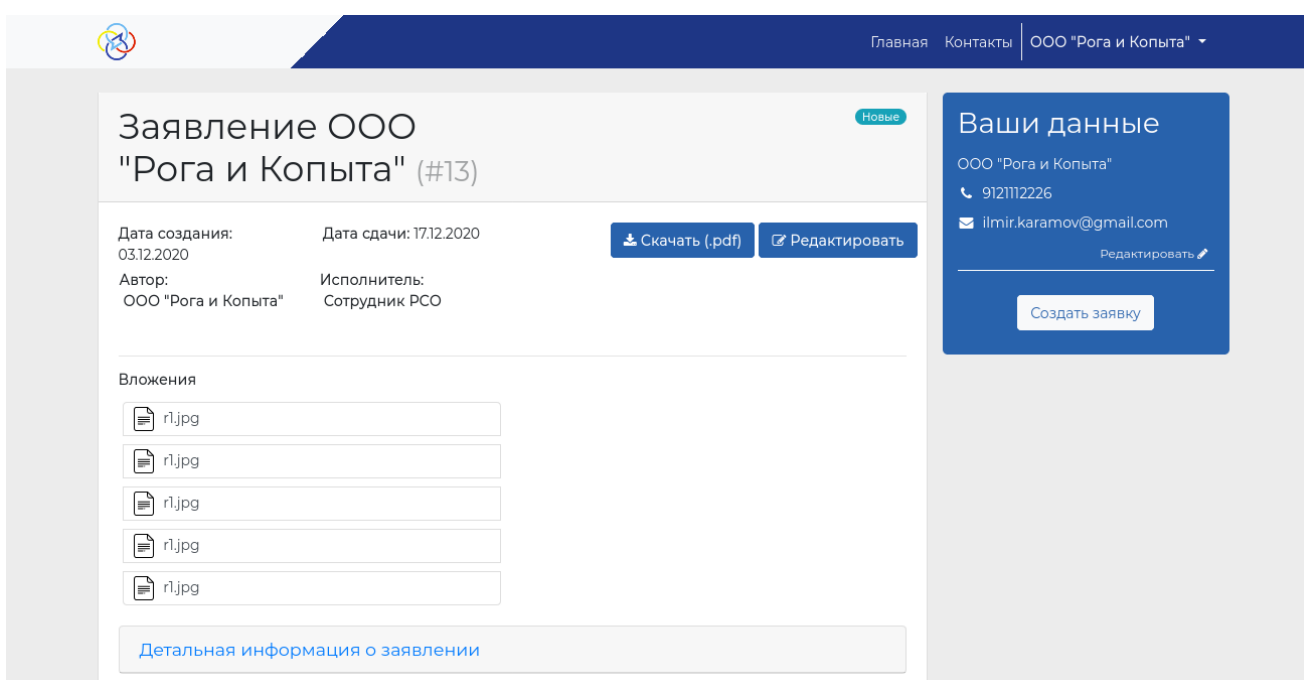 Главная Контакты ООО "Рога и Копыта"
Заявление ООО
"Рога и Копыта" (#13)
Новые
Дата создания:
03.12.2020
Дата сдачи: 17.12.2020
Автор:
ООО "Рога и Копыта"
Исполнитель:
Сотрудник РСО
Скачать (.pdf)
Редактировать
Вложения
r1.jpg
r1.jpg
r1.jpg
r1.jpg
r1.jpg
Детальная информация о заявлении
Ваши данные
ООО "Рога и Копыта"
9121112226
ilmir.karamov@gmail.com
Редактировать
Создать заявку